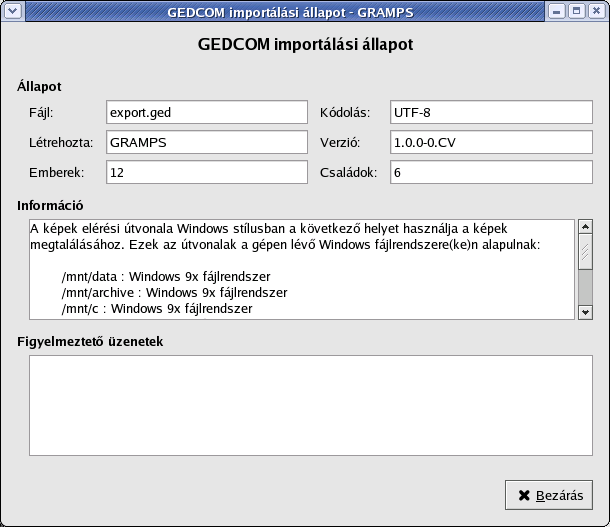 GEDCOM importálási állapot - GRAMPS
GEDCOM importálási állapot
Állapot
Fájl: export.ged Kódolás: UTF-8
Létrehozta: GRAMPS Verzió: 1.0.0-0.CV
Emberek: 12 Családok: 6
Információ
A képek elérési útvonala Windows stílusban a következő helyet használja a képek
megtalálásához. Ezek az útvonalak a gépen lévő Windows fájlrendszere(ke)n alapulnak:
/mnt/data : Windows 9x fájlrendszer
/mnt/archive : Windows 9x fájlrendszer
/mnt/c : Windows 9x fájlrendszer
Figyelmeztető üzenetek
Bezárás